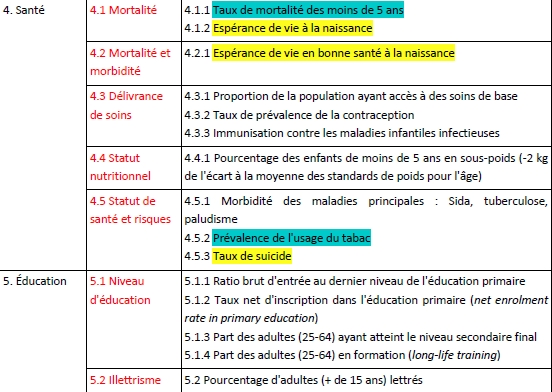 4. Santé
4.1 Mortalité
4.1.1 Taux de mortalité des moins de 5 ans
4.1.2 Espérance de vie à la naissance
4.2 Mortalité et
morbidité
4.2.1 Espérance de vie en bonne santé à la naissance
4.3 Délivrance
de soins
4.3.1 Proportion de la population ayant accès à des soins de base
4.3.2 Taux de prévalence de la contraception
4.3.3 Immunisation contre les maladies infantiles infectieuses
4.4 Statut
nutritionnel
4.4.1 Pourcentage des enfants de moins de 5 ans en sous-poids (-2 kg
de l'écart à la moyenne des standards de poids pour l'âge)
4.5 Statut de
santé et risques
4.5.1 Morbidité des maladies principales : Sida, tuberculose,
paludisme
4.5.2 Prévalence de l'usage du tabac
4.5.3 Taux de suicide
5. Éducation
5.1 Niveau
d'éducation
5.1.1 Ratio brut d'entrée au dernier niveau de l'éducation primaire
5.1.2 Taux net d'inscription dans l'éducation primaire (net enrolment
rate in primary education)
5.1.3 Part des adultes (25-64) ayant atteint le niveau secondaire final
5.1.4 Part des adultes (25-64) en formation (long-life training)
5.2 Illettrisme
5.2 Pourcentage d'adultes (+ de 15 ans) lettrés